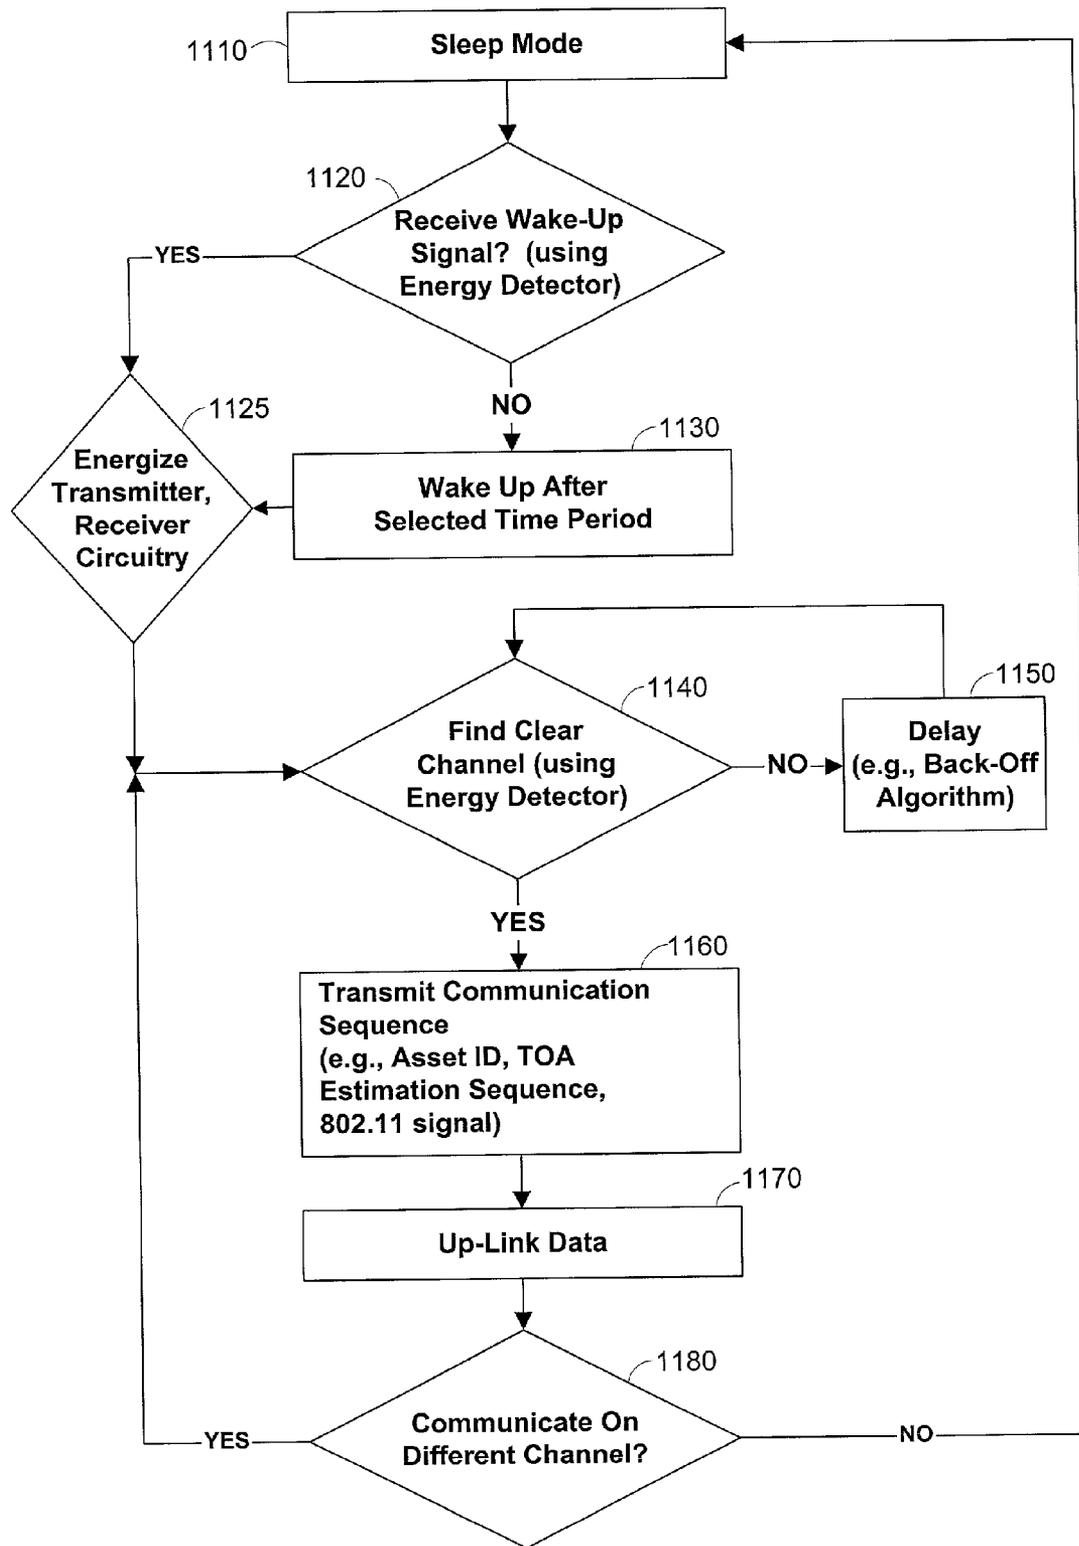 1110
Sleep Mode
1120
Receive Wake-Up
Signal? (using
Energy Detector)
YES
NO
1125
Energize
Transmitter,
Receiver
Circuitry
1130
Wake Up After
Selected Time Period
1140
Find Clear
Channel (using
Energy Detector)
NO
1150
Delay
(e.g., Back-Off
Algorithm)
YES
1160
Transmit Communication
Sequence
(e.g., Asset ID, TOA
Estimation Sequence,
802.11 signal)
1170
Up-Link Data
1180
Communicate On
Different Channel?
YES
NO